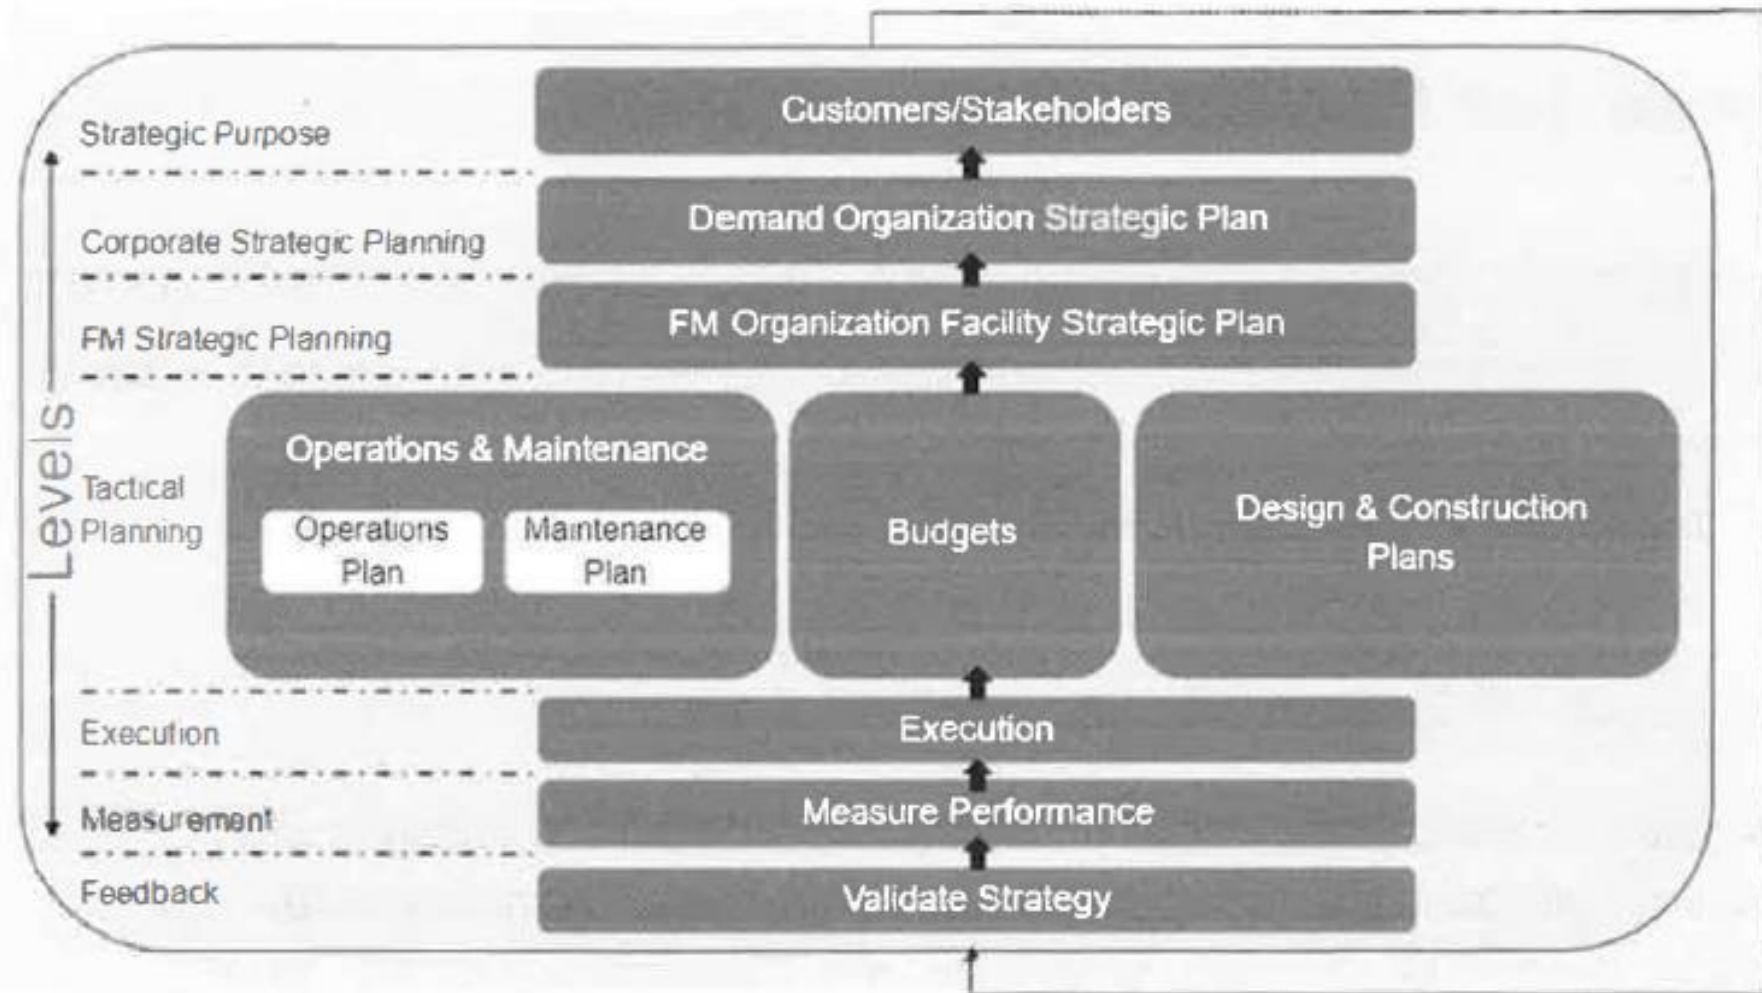 Customers/Stakeholders
Strategic Purpose
Demand Organization Strategic Plan
Corporate Strategic Planning
FM Organization Facility Strategic Plan
FM Strategic Planning
Levels
Tactical
Planning
Operations & Maintenance
Operations
Plan
Maintenance
Plan
Budgets
Design & Construction
Plans
Execution
Execution
Measure Performance
Measurement
Validate Strategy
Feedback